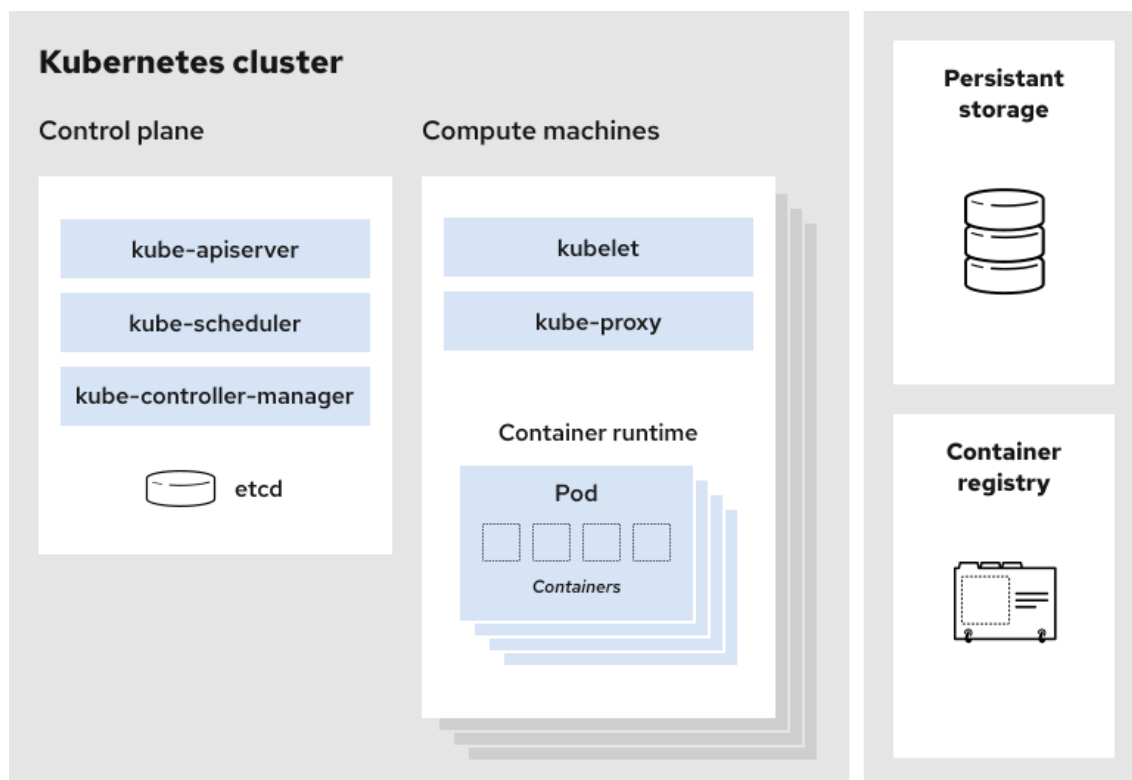 Kubernetes cluster
Control plane
kube-apiserver
kube-scheduler
kube-controller-manager
etcd
Compute machines
kubelet
kube-proxy
Container runtime
Pod
Containers
Persistant
storage
Container
registry